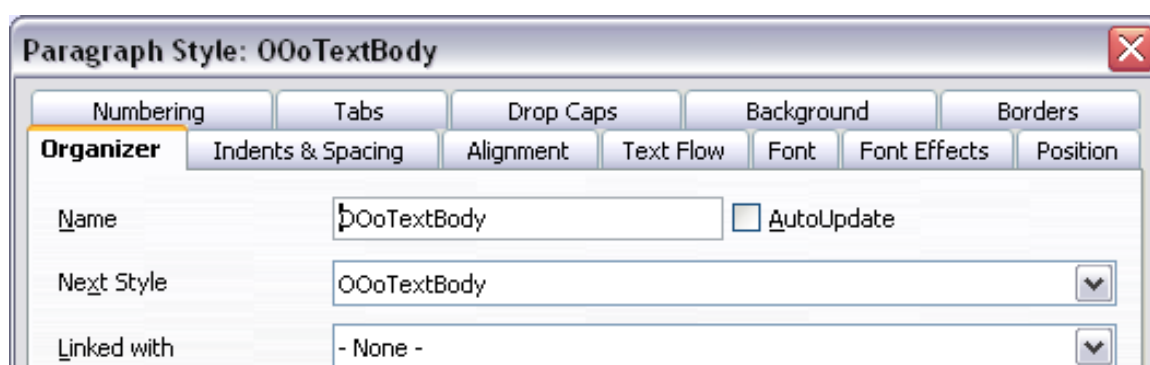 Paragraph Style: OOoTextBody
Numbering Tabs Drop Caps Background Borders
Organizer Indents & Spacing Alignment Text Flow Font Font Effects Position
Name OOoTextBody AutoUpdate
Next Style OOoTextBody
Linked with - None -